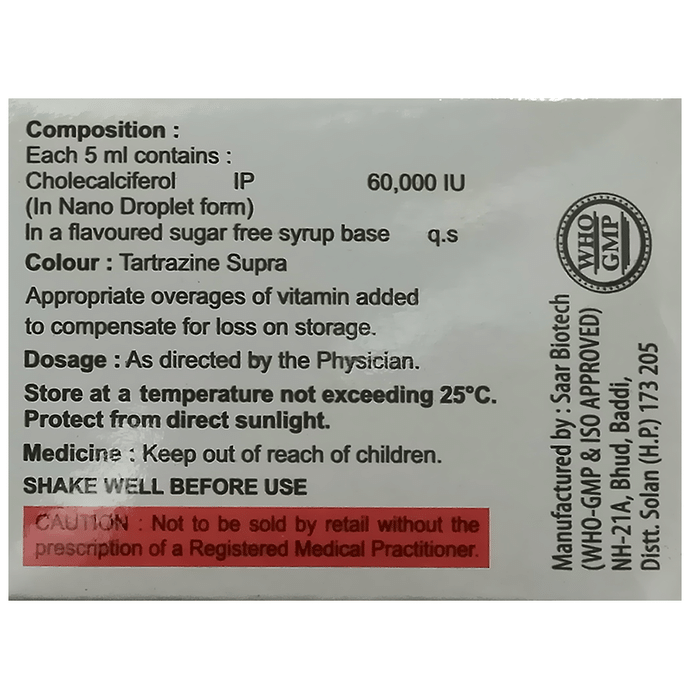 Composition :
Each 5 ml contains :
Cholecalciferol IP 60,000 IU
(In Nano Droplet form)
In a flavoured sugar free syrup base q.s
Colour : Tartrazine Supra
Appropriate overages of vitamin added
to compensate for loss on storage.
Dosage : As directed by the Physician.
Store at a temperature not exceeding 25°C.
Protect from direct sunlight.
Medicine : Keep out of reach of children.
SHAKE WELL BEFORE USE
CAUTION : Not to be sold by retail without the
prescription of a Registered Medical Practitioner.
WHO
GMP
Manufactured by : Saar Biotech
(WHO-GMP & ISO APPROVED)
NH-21A, Bhud, Baddi,
Distt. Solan (H.P.) 173 205